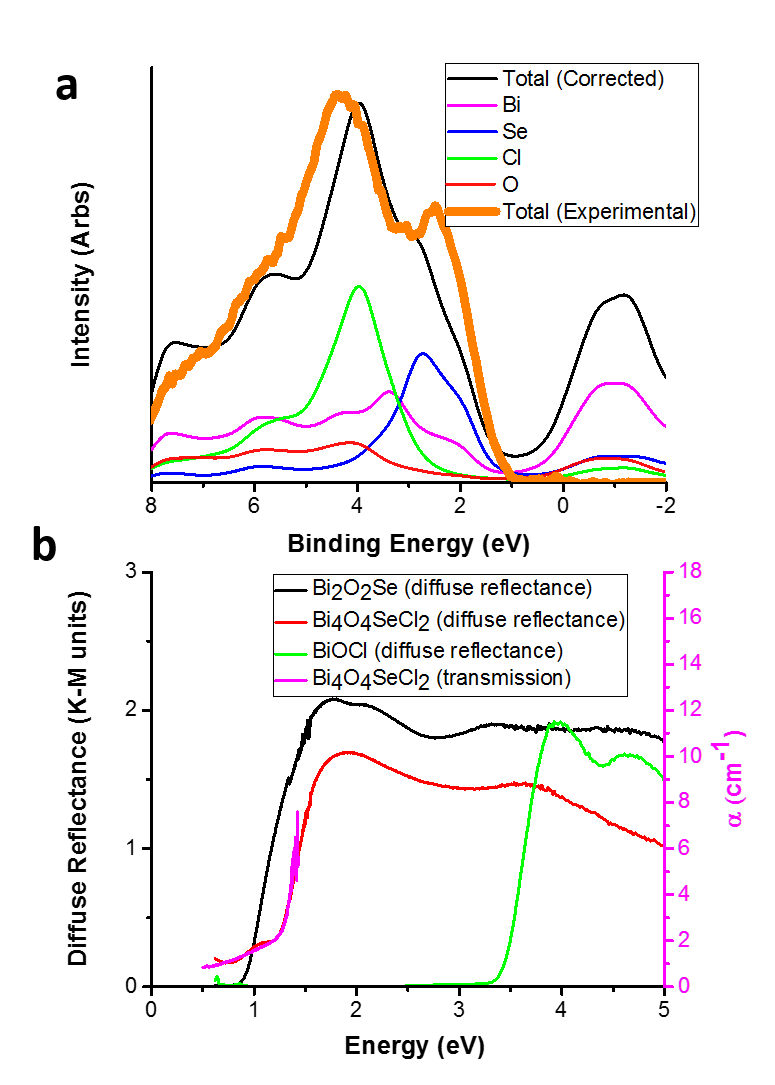 a
Total (Corrected)
Bi
Se
Cl
O
Total (Experimental)
Intensity (Arbs)
8 6 4 2 0 -2
Binding Energy (eV)
b
Bi2O2Se (diffuse reflectance)
Bi4O4SeCl2 (diffuse reflectance)
BiOCl (diffuse reflectance)
Bi4O4SeCl2 (transmission)
Diffuse Reflectance (K-M units)
3
2
1
0
18
16
14
12
10
8
6
4
2
0
α (cm-1)
0 1 2 3 4 5
Energy (eV)